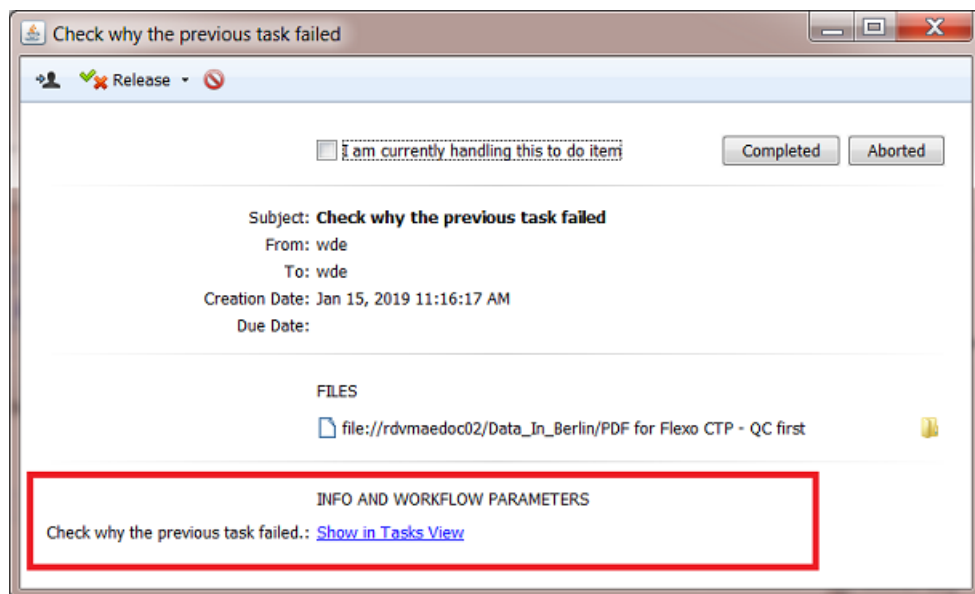 Check why the previous task failed
Release
I am currently handling this to do item
Completed
Aborted
Subject: Check why the previous task failed
From: wde
To: wde
Creation Date: Jan 15, 2019 11:16:17 AM
Due Date:
FILES
file://rdvmaedoc02/Data_In_Berlin/PDF for Flexo CTP - QC first
INFO AND WORKFLOW PARAMETERS
Check why the previous task failed.: Show in Tasks View